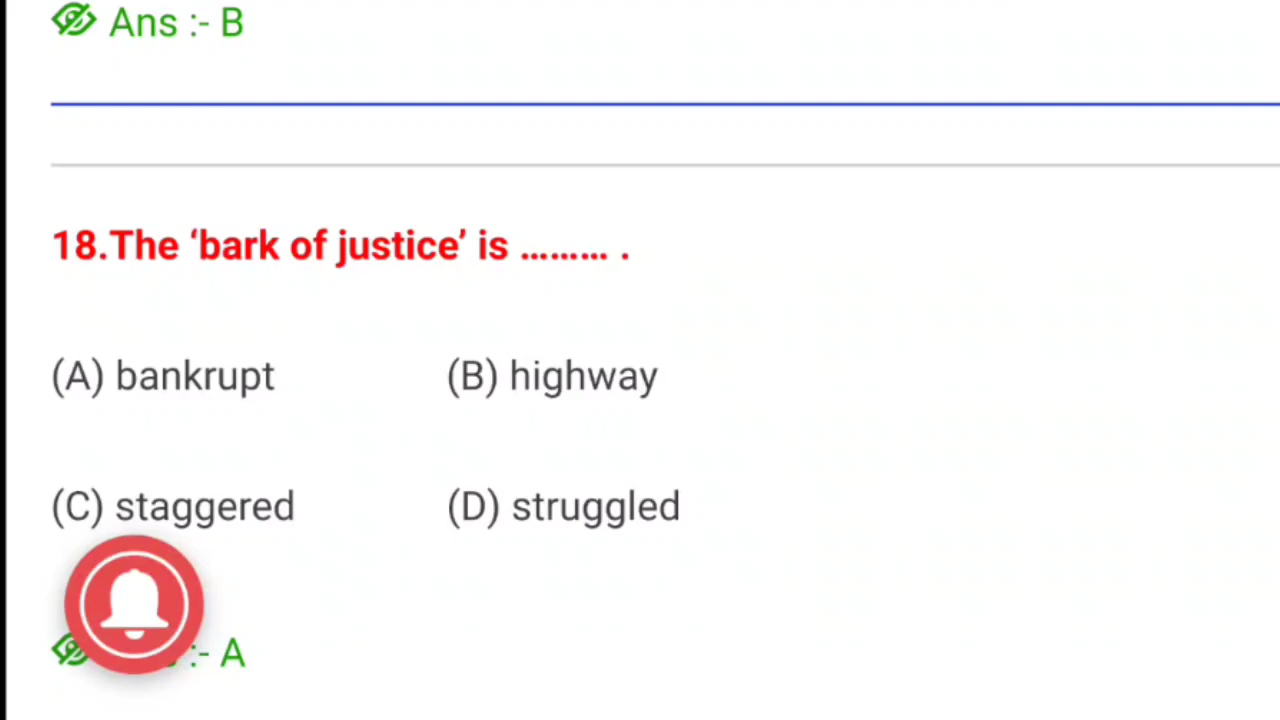 Ans :- B
18.The ‘bark of justice’ is ......... .
(A) bankrupt (B) highway
(C) staggered (D) struggled
:- A